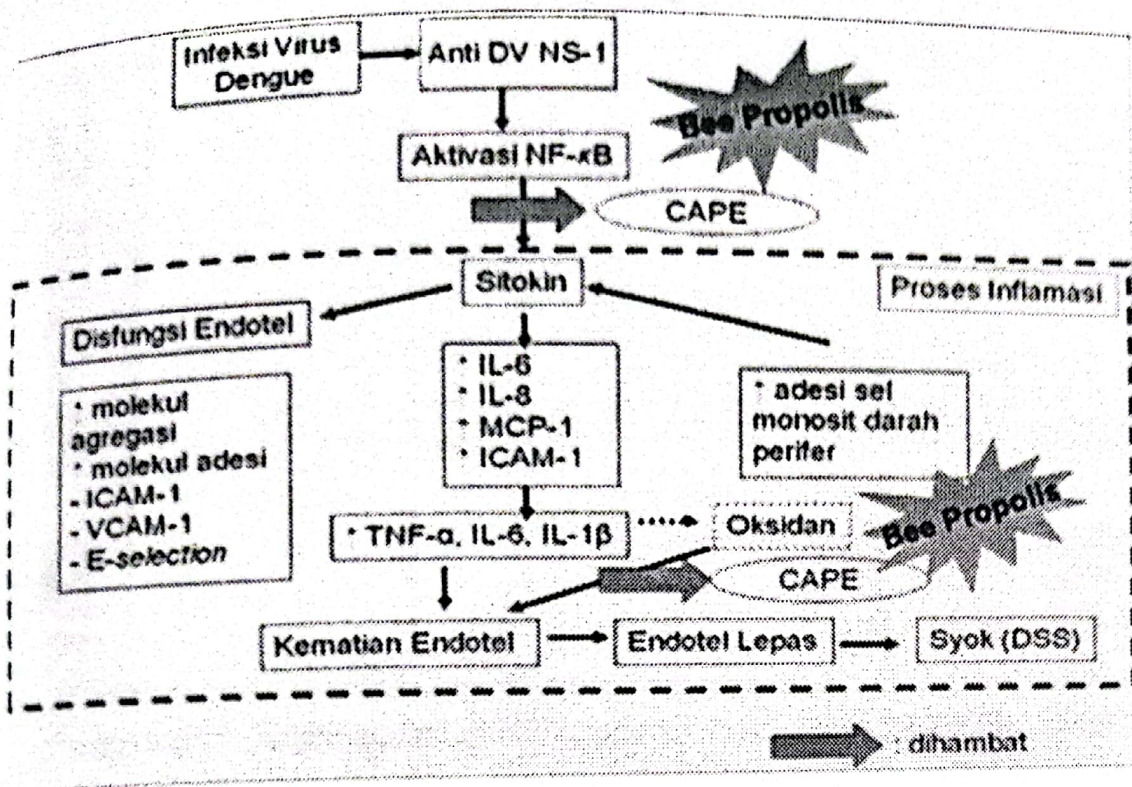 Infeksi Virus
Dengue
Anti DV NS-1
Bee Propolis
Aktivasi NF-κB
CAPE
Sitokin
Proses Inflamasi
Disfungsi Endotel
↑ IL-6
↑ IL-8
↑ MCP-1
↑ ICAM-1
↑ molekul
agregasi
↑ molekul adesi
- ICAM-1
- VCAM-1
- E-selection
↑ adesi sel
monosit darah
perifer
↑ TNF-α, IL-6, IL-1β
Oksidan
Bee Propolis
CAPE
Kematian Endotel
Endotel Lepas
Syok (DSS)
: dihambat